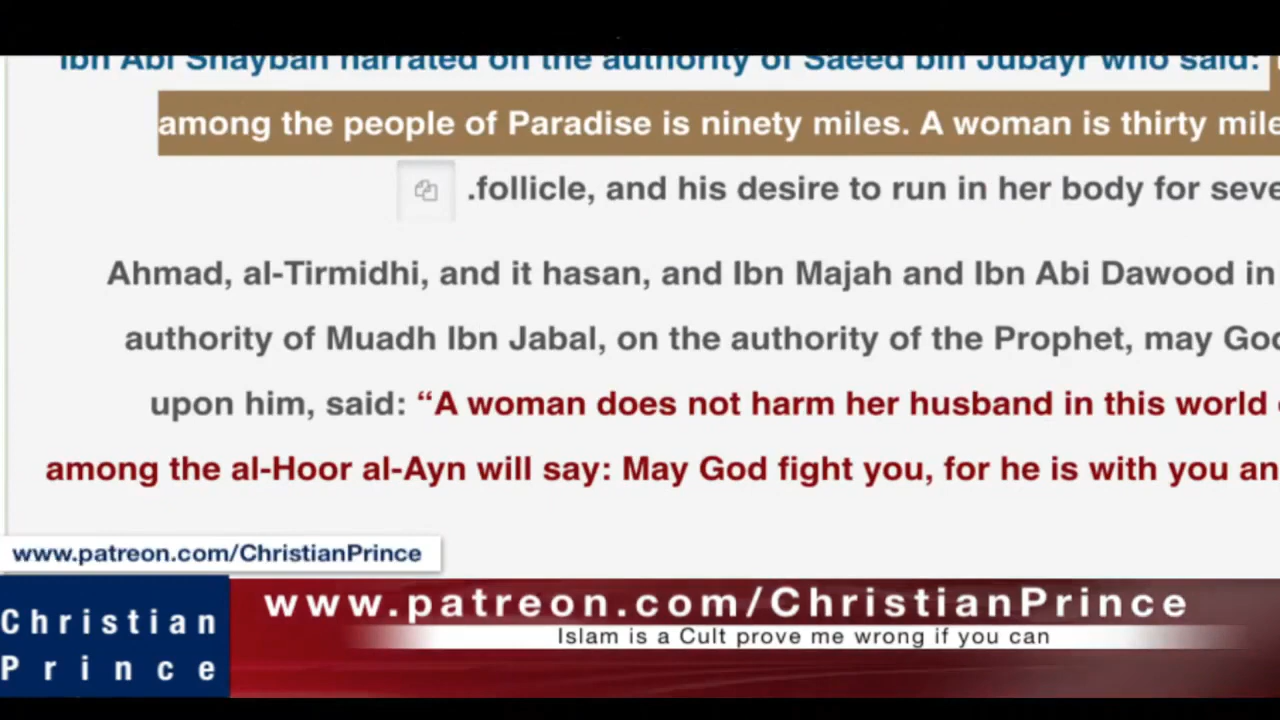 Ibn Abi Shaybah narrated on the authority of Saeed bin Jubayr who said:
among the people of Paradise is ninety miles. A woman is thirty mile
.follicle, and his desire to run in her body for seve
Ahmad, al-Tirmidhi, and it hasan, and Ibn Majah and Ibn Abi Dawood in
authority of Muadh Ibn Jabal, on the authority of the Prophet, may God
upon him, said: “A woman does not harm her husband in this world
among the al-Hoor al-Ayn will say: May God fight you, for he is with you an
www.patreon.com/ChristianPrince
www.patreon.com/ChristianPrince
Islam is a Cult prove me wrong if you can
Christian
Prince